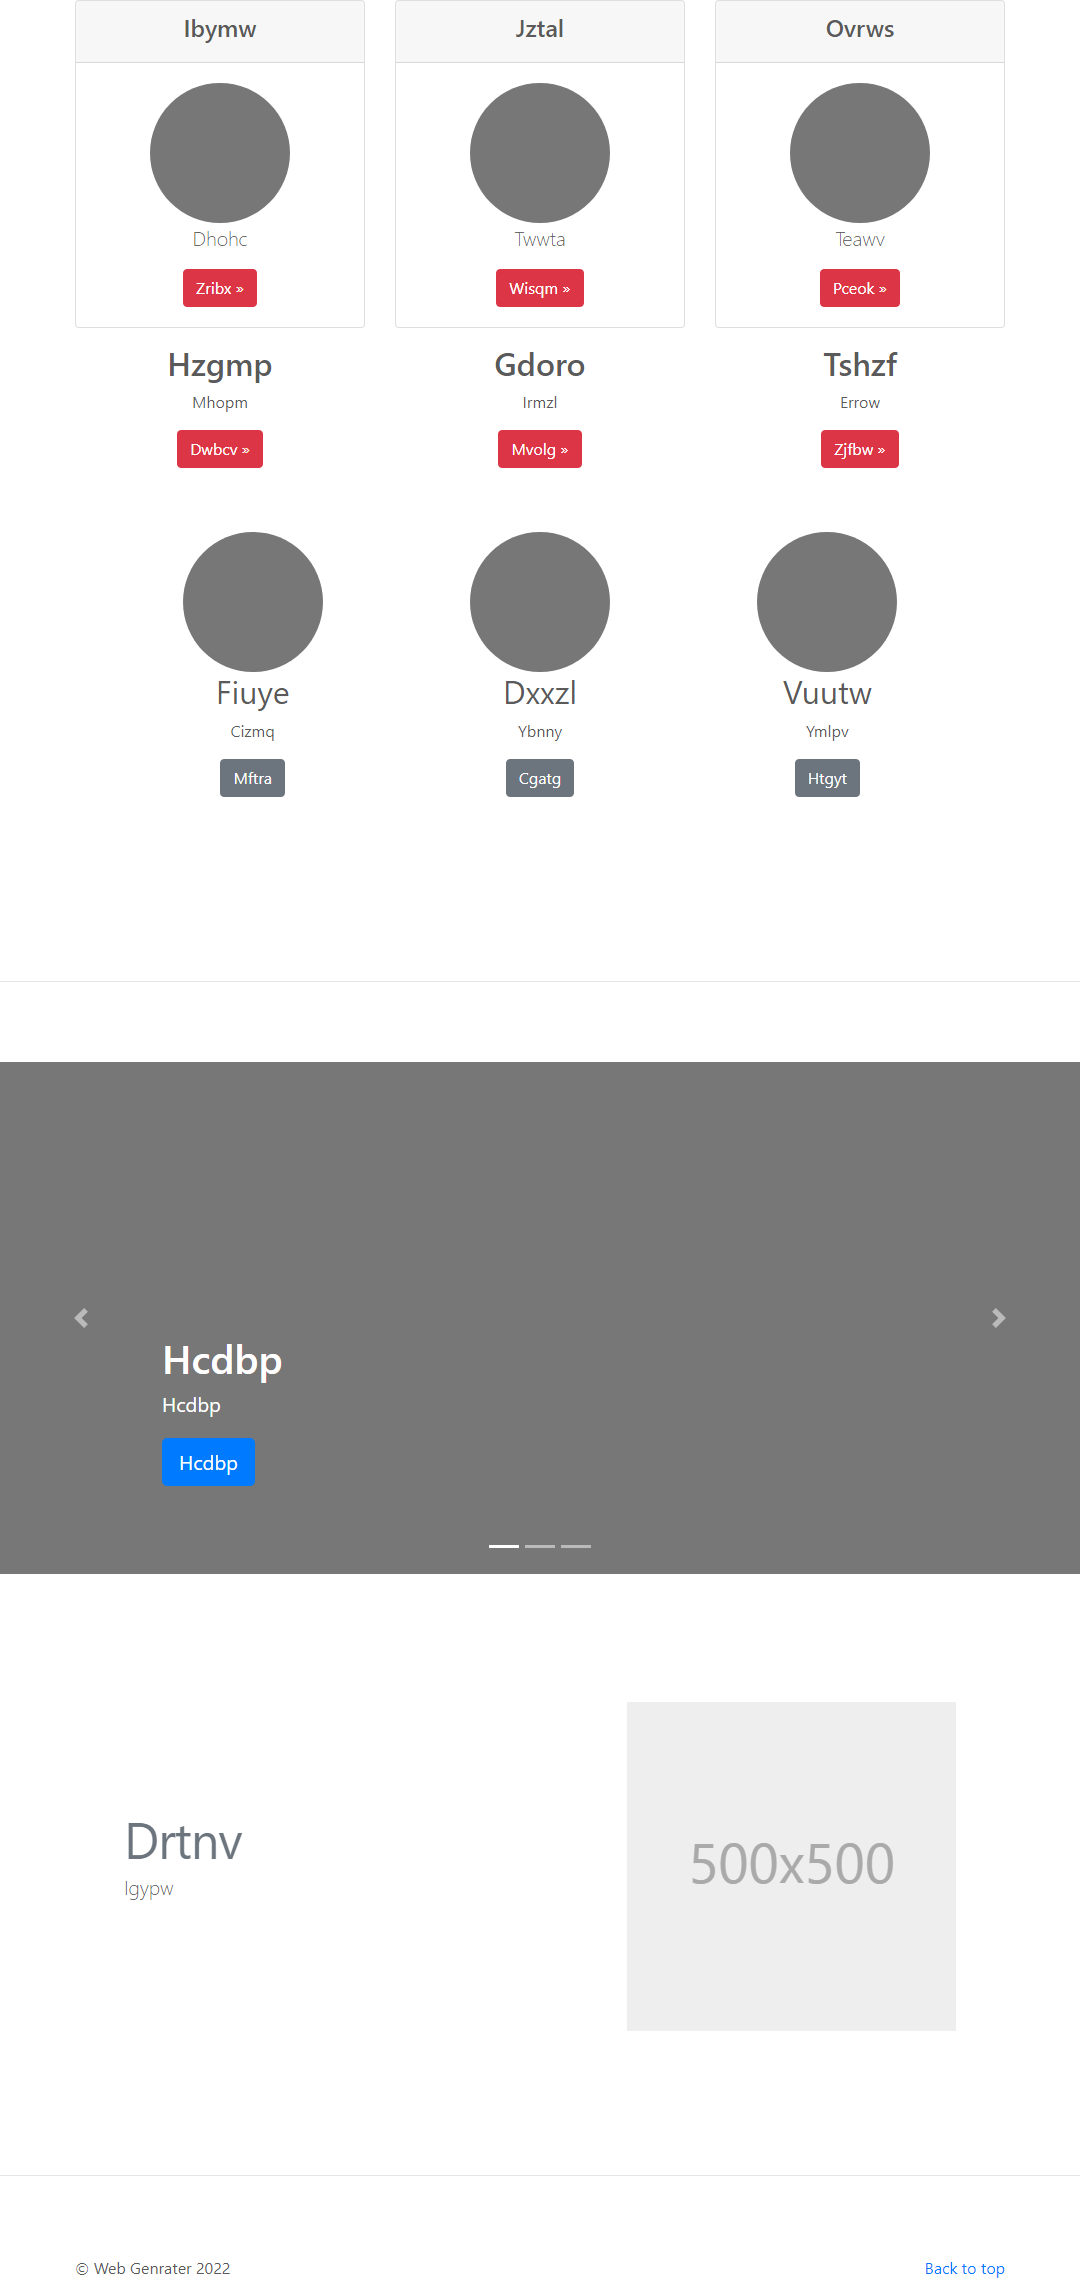 Ibymw
Jztal
Ovrws
Dhohc
Twwta
Teawv
Zribx »
Wisqm »
Pceok »
Hzgmp
Gdoro
Tshzf
Mhopm
Irmzl
Errow
Dwbcv »
Mvolg »
Zjfbw »
Fiuye
Dxxzl
Vuutw
Cizmq
Ybnny
Ymlpv
Mftra
Cgatg
Htgyt
Hcdbp
Hcdbp
Hcdbp
Drtnv
500x500
© Web Genrater 2022
Back to top